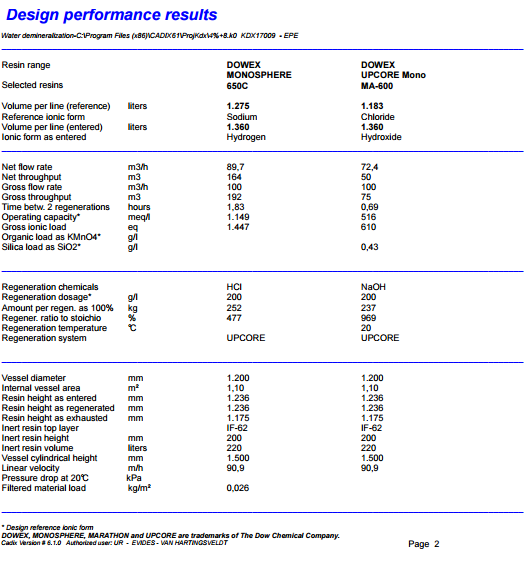 Design performance results
Water demineralization-C:\Program Files (x86)\CADIX61\ProjKdx\4%+8.k0 KDX17009 - EPE
Resin range DOWEX DOWEX
MONOSPHERE UPCORE Mono
Selected resins 650C MA-600
Volume per line (reference) liters 1.275 1.183
Reference ionic form Sodium Chloride
Volume per line (entered) liters 1.360 1.360
Ionic form as entered Hydrogen Hydroxide
Net flow rate m3/h 89,7 72,4
Net throughput m3 164 50
Gross flow rate m3/h 100 100
Gross throughput m3 192 75
Time betw. 2 regenerations hours 1,83 0,69
Operating capacity* meq/l 1.149 516
Gross ionic load eq 1.447 610
Organic load as KMnO4* g/l
Silica load as SiO2* g/l 0,43
Regeneration chemicals HCl NaOH
Regeneration dosage* g/l 200 200
Amount per regen. as 100% kg 252 237
Regener. ratio to stoichio % 477 969
Regeneration temperature °C 20
Regeneration system UPCORE UPCORE
Vessel diameter mm 1.200 1.200
Internal vessel area m² 1,10 1,10
Resin height as entered mm 1.236 1.236
Resin height as regenerated mm 1.236 1.236
Resin height as exhausted mm 1.175 1.175
Inert resin top layer IF-62 IF-62
Inert resin height mm 200 200
Inert resin volume liters 220 220
Vessel cylindrical height mm 1.500 1.500
Linear velocity m/h 90,9 90,9
Pressure drop at 20°C kPa
Filtered material load kg/m² 0,026
* Design reference ionic form
DOWEX, MONOSPHERE, MARATHON and UPCORE are trademarks of The Dow Chemical Company.
Cadix Version # 6.1.0 Authorized user: UR - EVIDES - VAN HARTINGSVELDT
Page 2